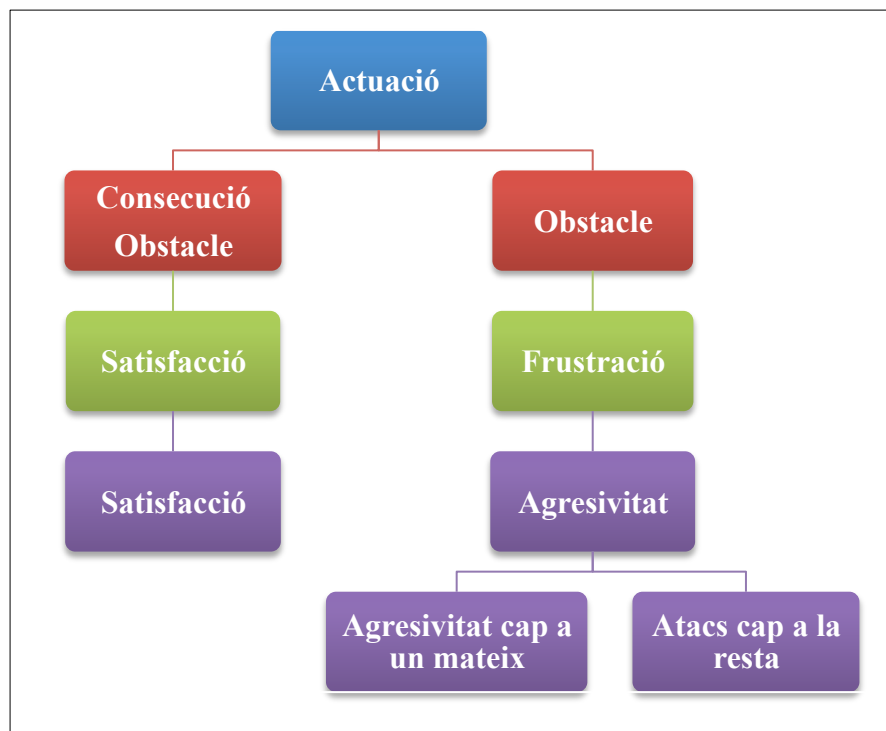 Actuació
Consecució
Obstacle
Obstacle
Satisfacció
Frustració
Satisfacció
Agresivitat
Agresivitat cap a
un mateix
Atacs cap a la
resta